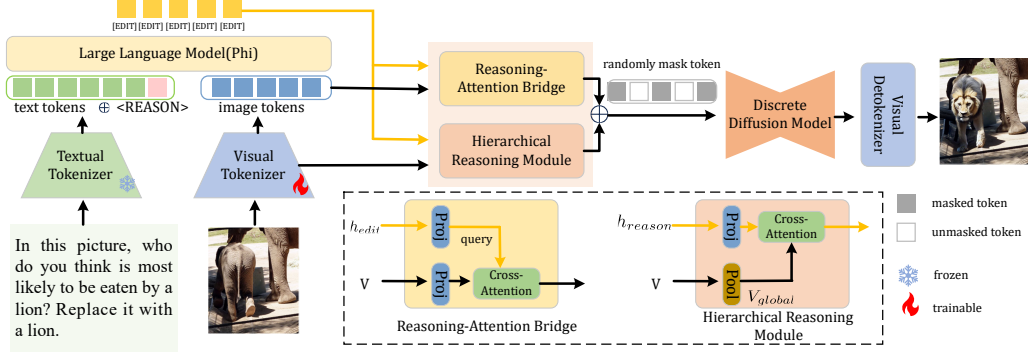 [EDIT] [EDIT] [EDIT] [EDIT] [EDIT]
Large Language Model(Phi)
text tokens ⊕ <REASON>
image tokens
Textual
Tokenizer
Visual
Tokenizer
In this picture, who
do you think is most
likely to be eaten by a
lion? Replace it with
a lion.
Reasoning-
Attention Bridge
Hierarchical
Reasoning Module
randomly mask token
Discrete
Diffusion Model
Visual
Detokenizer
masked token
unmasked token
frozen
trainable
h_edit
Proj
query
V
Proj
Cross-
Attention
Reasoning-Attention Bridge
h_reason
Proj
Cross-
Attention
V
Pool
V_global
Hierarchical Reasoning
Module